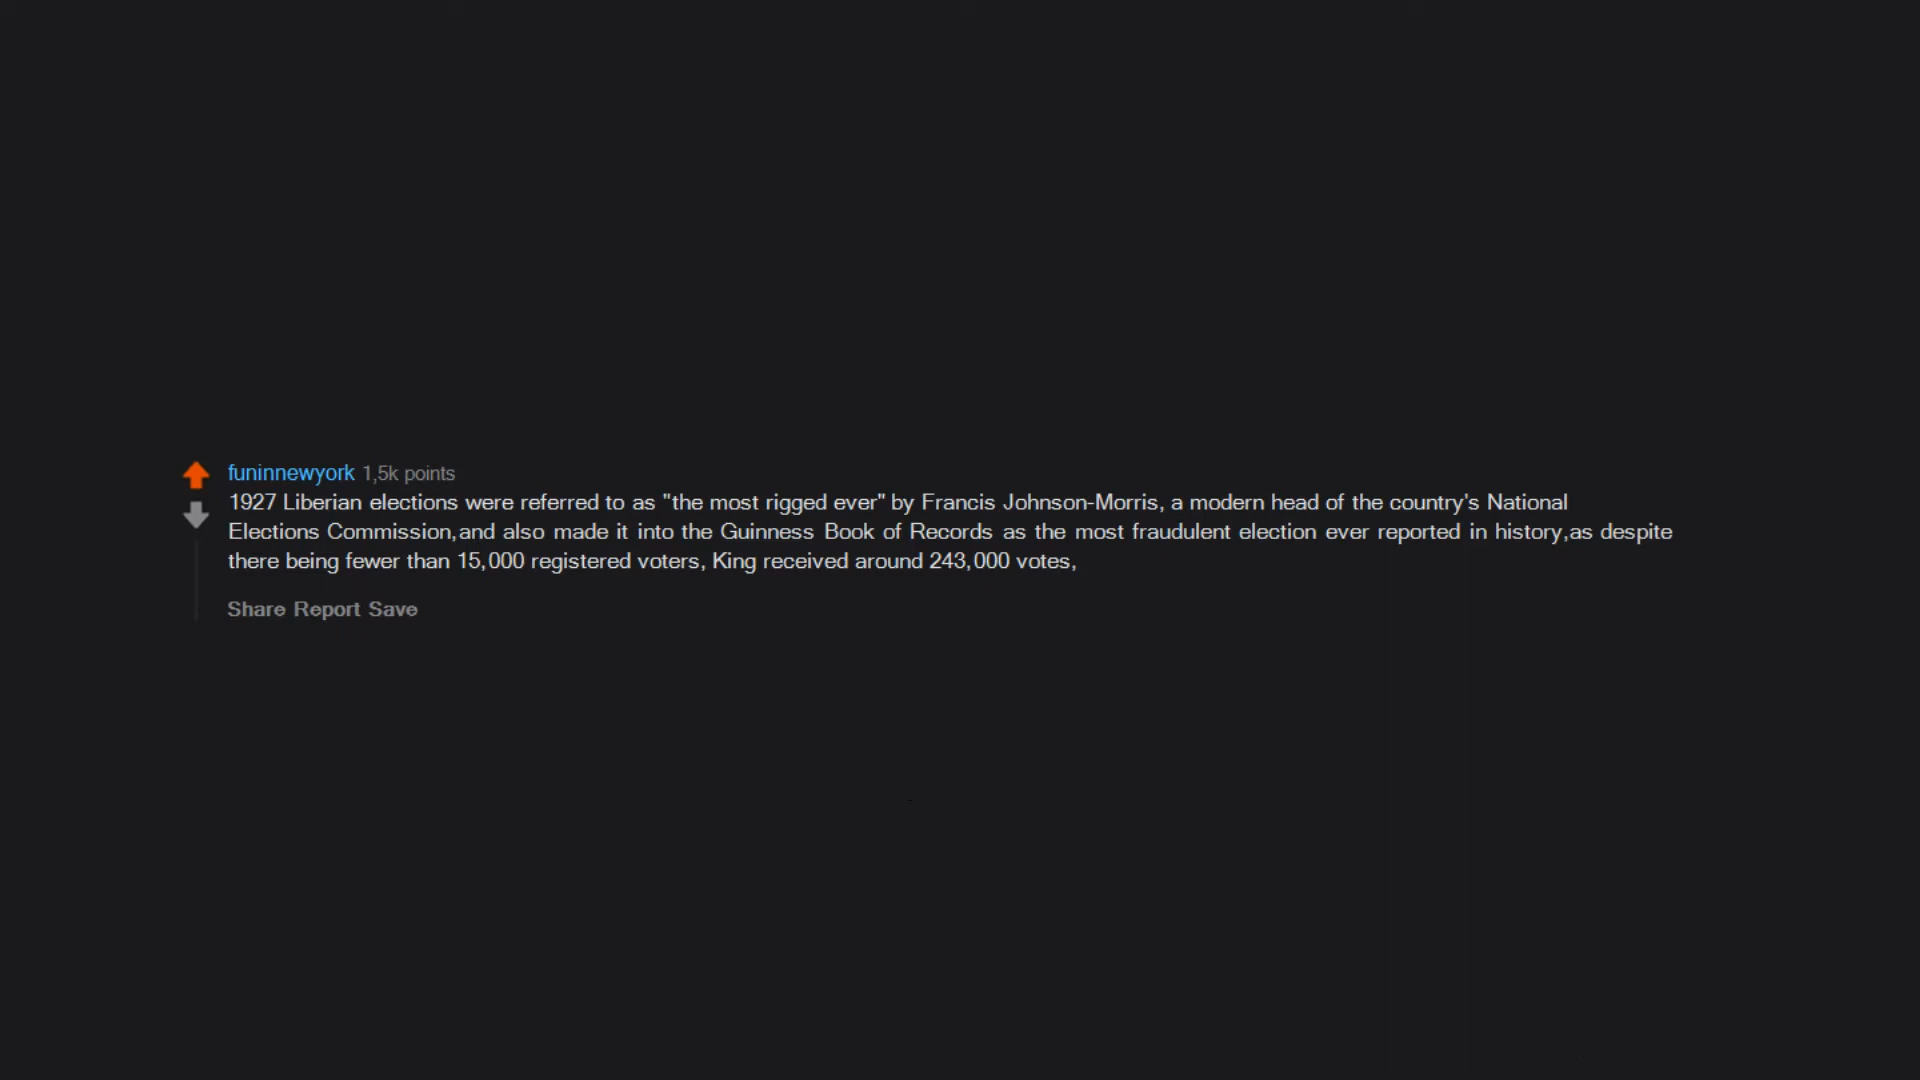 funinnewyork 1,5k points
1927 Liberian elections were referred to as "the most rigged ever" by Francis Johnson-Morris, a modern head of the country's National
Elections Commission,and also made it into the Guinness Book of Records as the most fraudulent election ever reported in history,as despite
there being fewer than 15,000 registered voters, King received around 243,000 votes,
Share Report Save